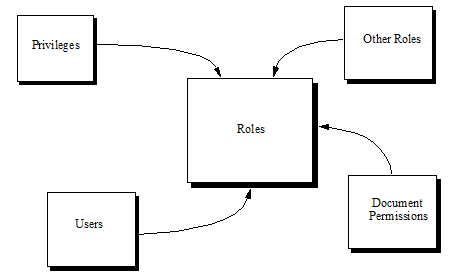 Privileges
Other Roles
Roles
Users
Document
Permissions